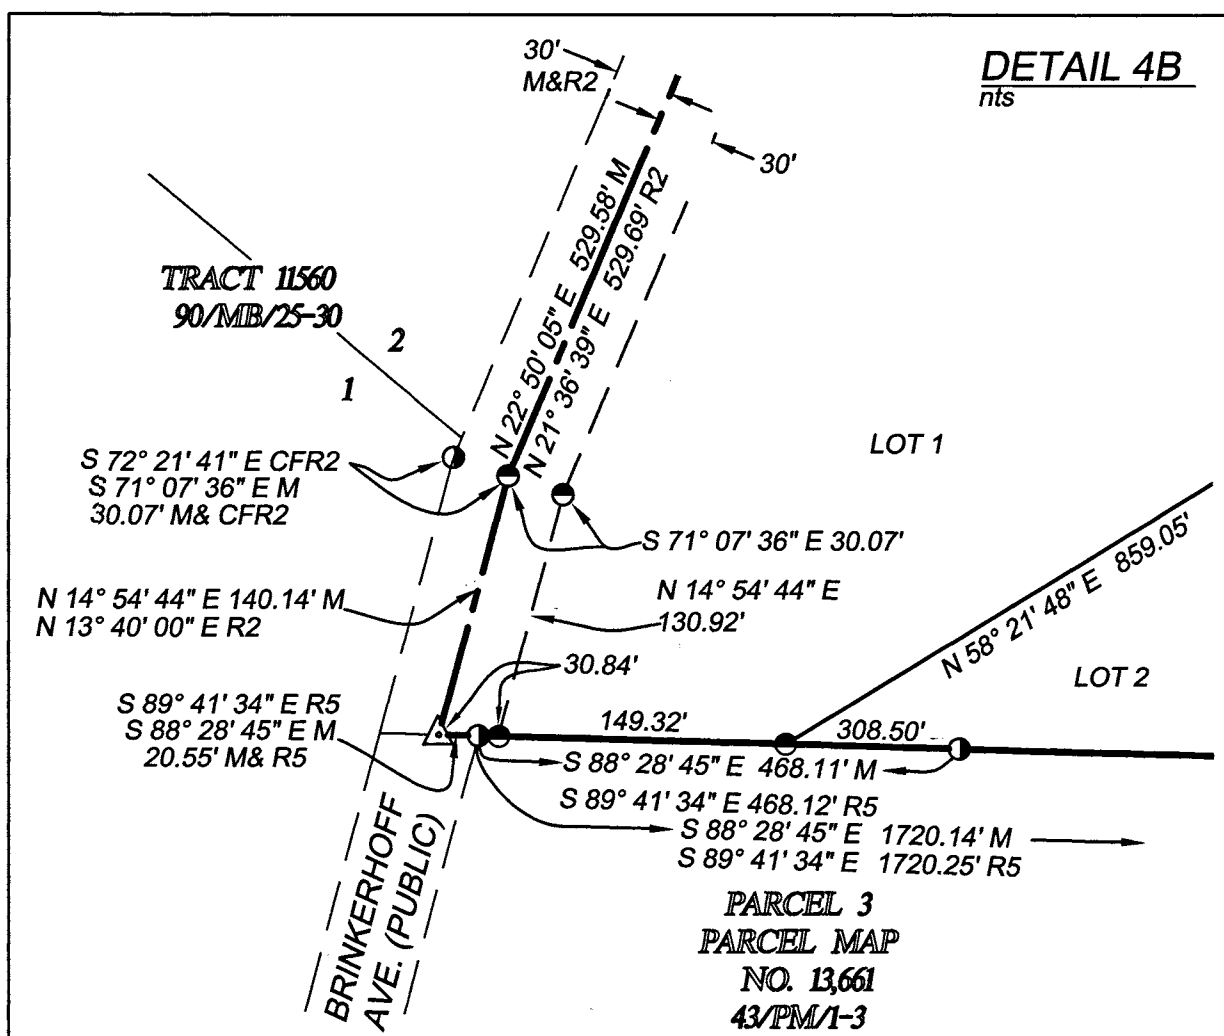 DETAIL 4B
nts
30'
M&R2
30'
N 22° 50' 05" E 529.58' M
N 21° 36' 39" E 529.69' R2
TRACT 11560
90/MB/25-30
2
1
LOT 1
S 72° 21' 41" E CFR2
S 71° 07' 36" E M
30.07' M& CFR2
S 71° 07' 36" E 30.07'
N 14° 54' 44" E 140.14' M
N 13° 40' 00" E R2
N 14° 54' 44" E
130.92'
N 58° 21' 48" E 859.05'
30.84'
LOT 2
S 89° 41' 34" E R5
S 88° 28' 45" E M
20.55' M& R5
149.32'
308.50'
S 88° 28' 45" E 468.11' M
S 89° 41' 34" E 468.12' R5
S 88° 28' 45" E 1720.14' M
S 89° 41' 34" E 1720.25' R5
BRINKERHOFF
AVE. (PUBLIC)
PARCEL 3
PARCEL MAP
NO. 13,661
43/PM/1-3